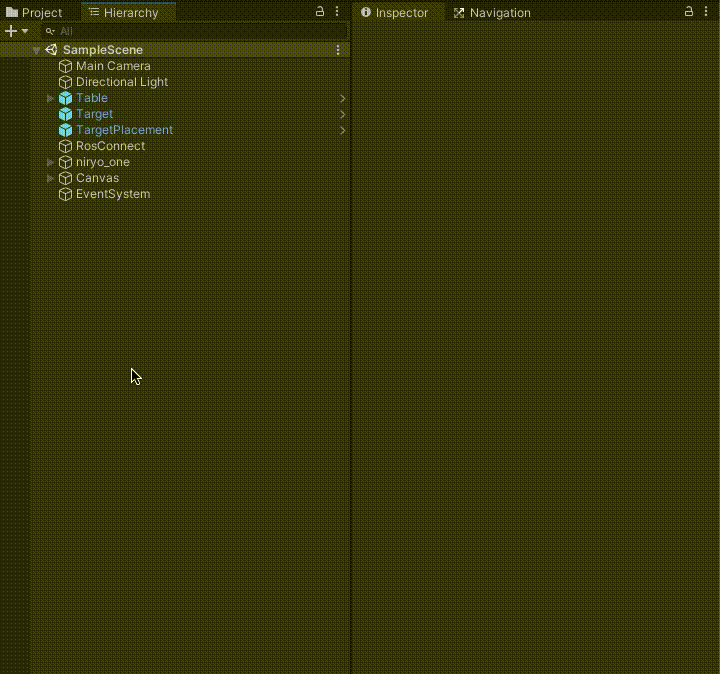 Project Hierarchy Inspector Navigation
All
SampleScene
Main Camera
Directional Light
Table
Target
TargetPlacement
RosConnect
niryo_one
Canvas
EventSystem